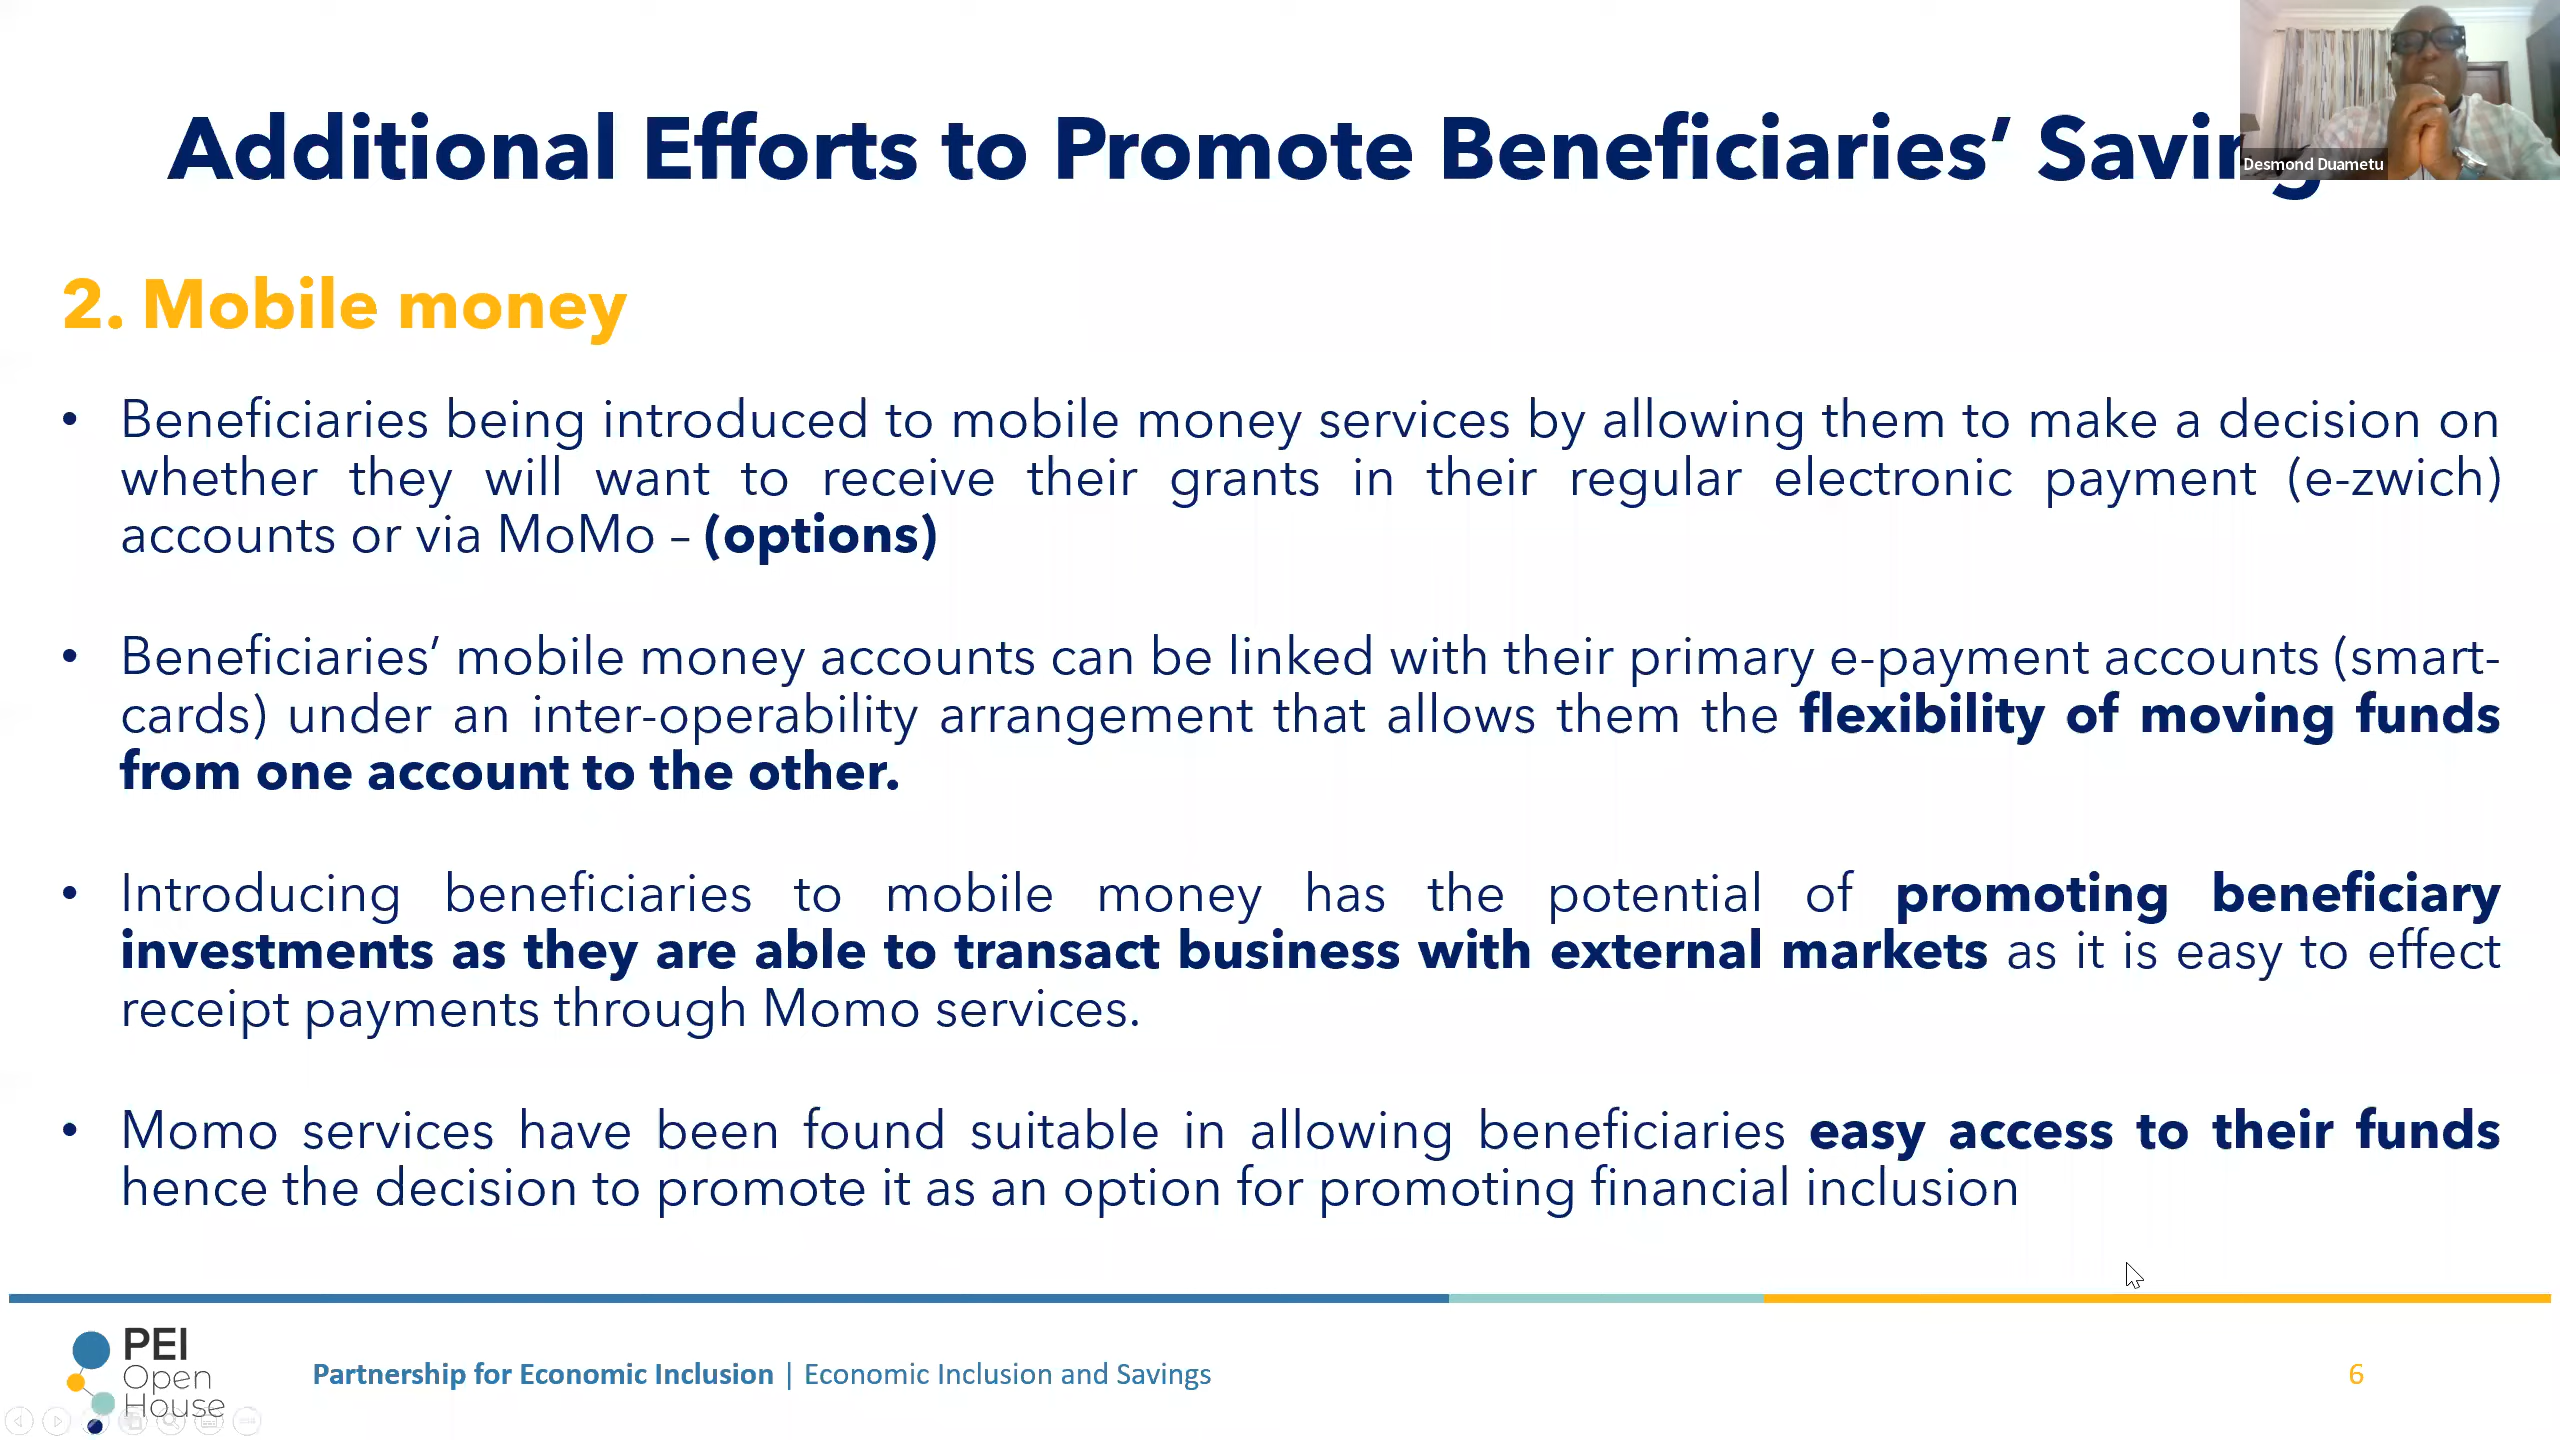 Additional Efforts to Promote Beneficiaries’ Saving
Desmond Duametu
2. Mobile money
• Beneficiaries being introduced to mobile money services by allowing them to make a decision on
whether they will want to receive their grants in their regular electronic payment (e-zwich)
accounts or via MoMo – (options)
• Beneficiaries’ mobile money accounts can be linked with their primary e-payment accounts (smart-
cards) under an inter-operability arrangement that allows them the flexibility of moving funds
from one account to the other.
• Introducing beneficiaries to mobile money has the potential of promoting beneficiary
investments as they are able to transact business with external markets as it is easy to effect
receipt payments through Momo services.
• Momo services have been found suitable in allowing beneficiaries easy access to their funds
hence the decision to promote it as an option for promoting financial inclusion
PEI
Open
House
Partnership for Economic Inclusion | Economic Inclusion and Savings
6